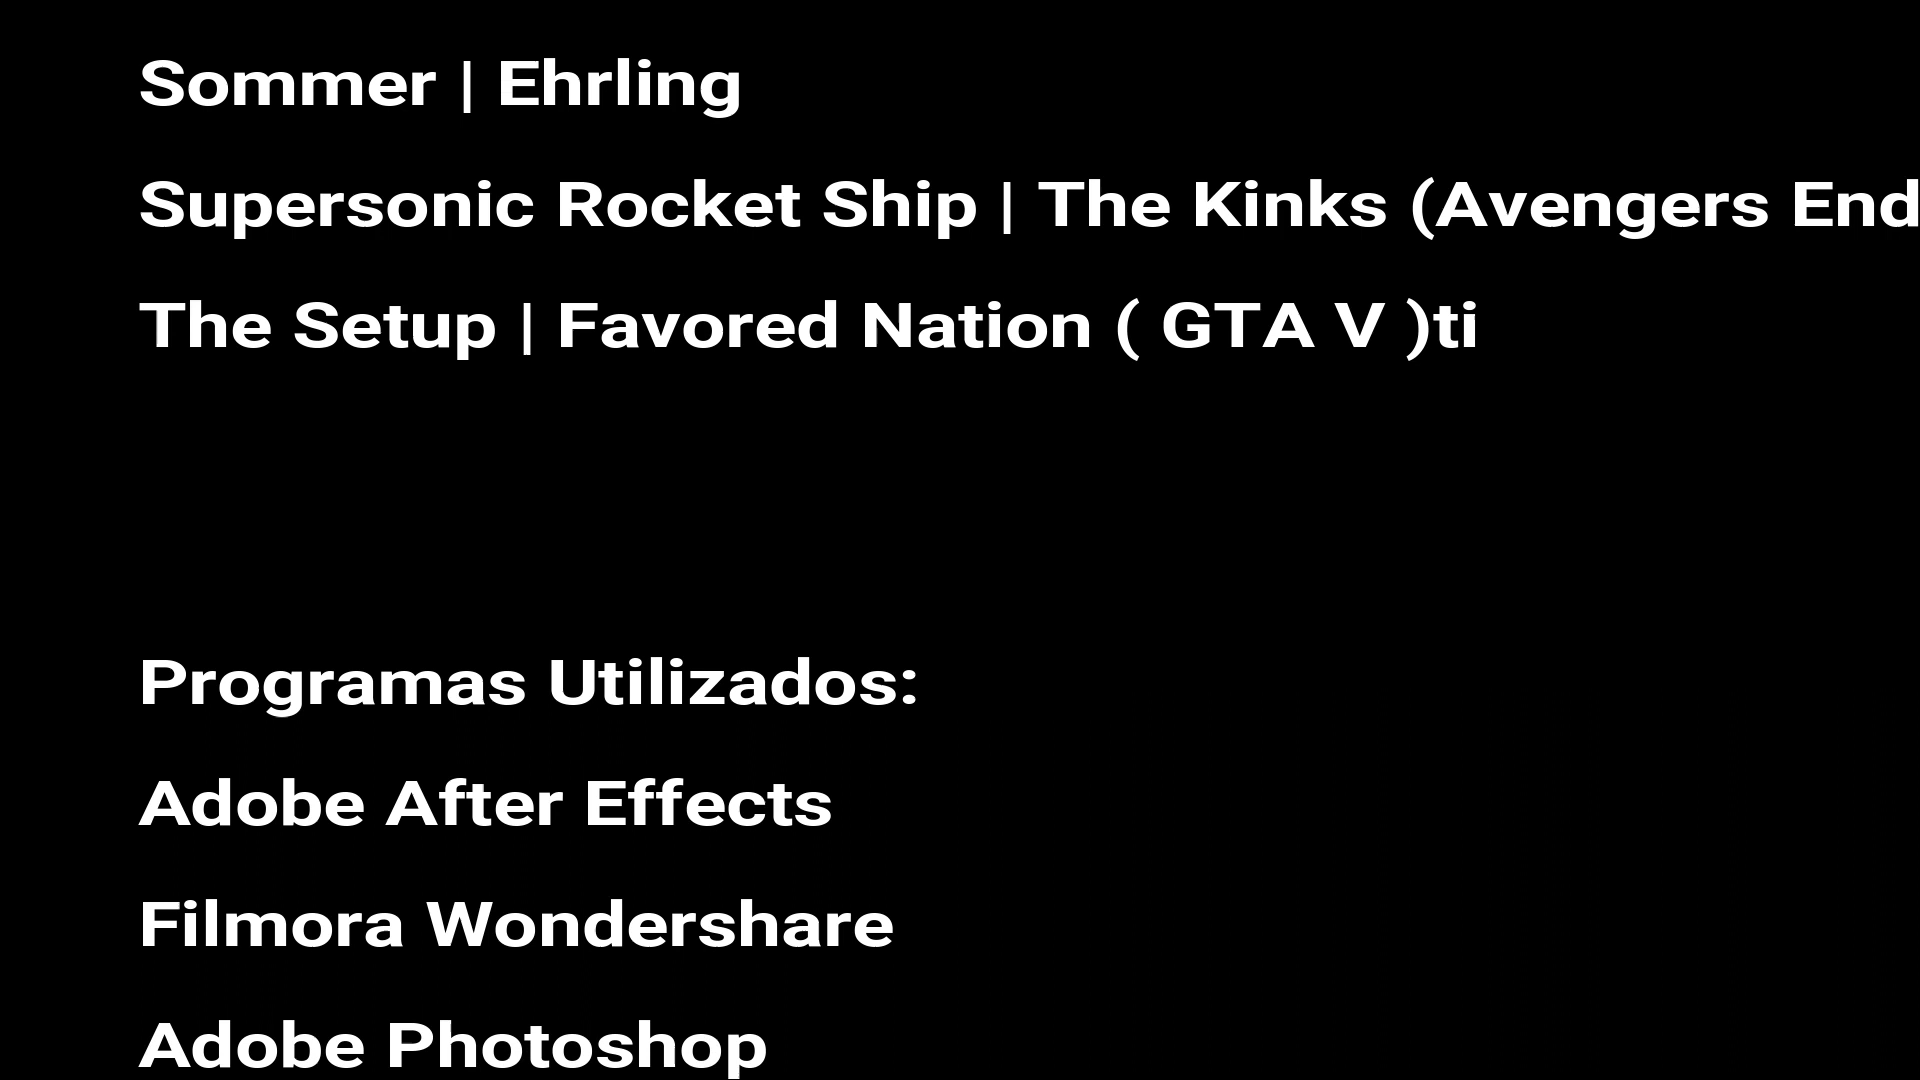 Sommer | Ehrling
Supersonic Rocket Ship | The Kinks (Avengers End
The Setup | Favored Nation ( GTA V )ti
Programas Utilizados:
Adobe After Effects
Filmora Wondershare
Adobe Photoshop